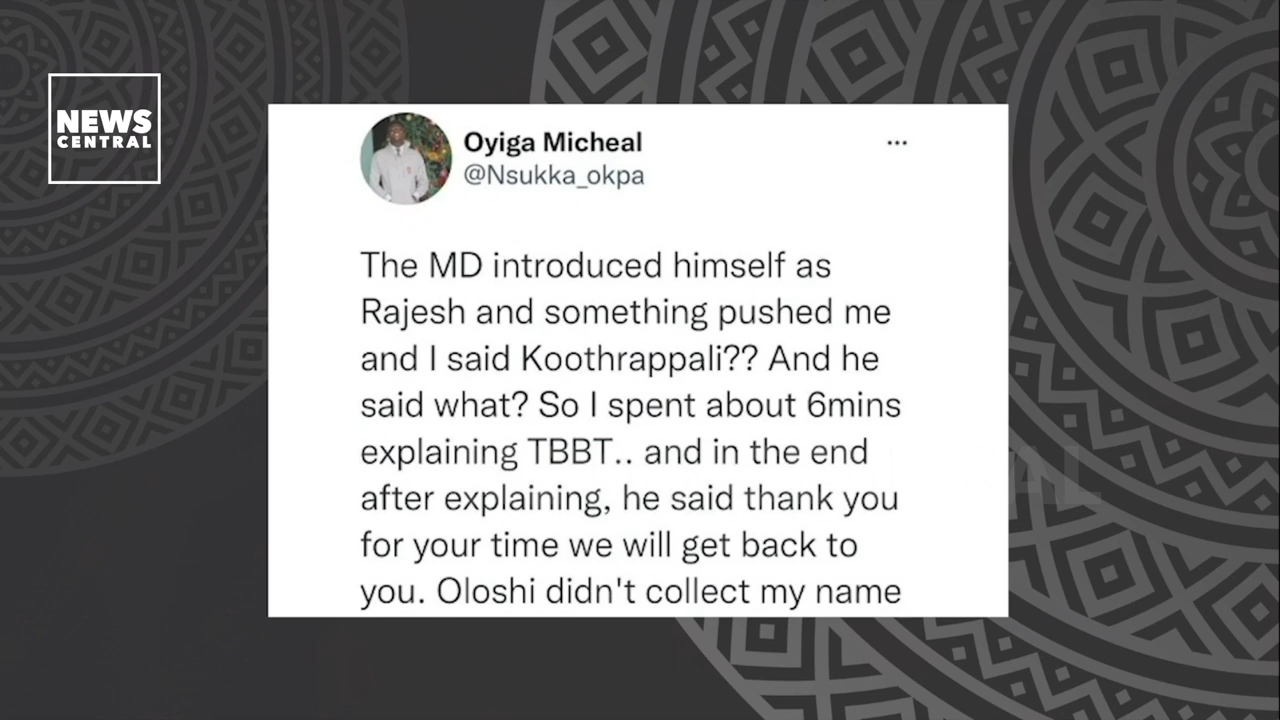 NEWS
CENTRAL
Oyiga Micheal
@Nsukka_okpa
The MD introduced himself as
Rajesh and something pushed me
and I said Koothrappali?? And he
said what? So I spent about 6mins
explaining TBBT.. and in the end
after explaining, he said thank you
for your time we will get back to
you. Oloshi didn't collect my name